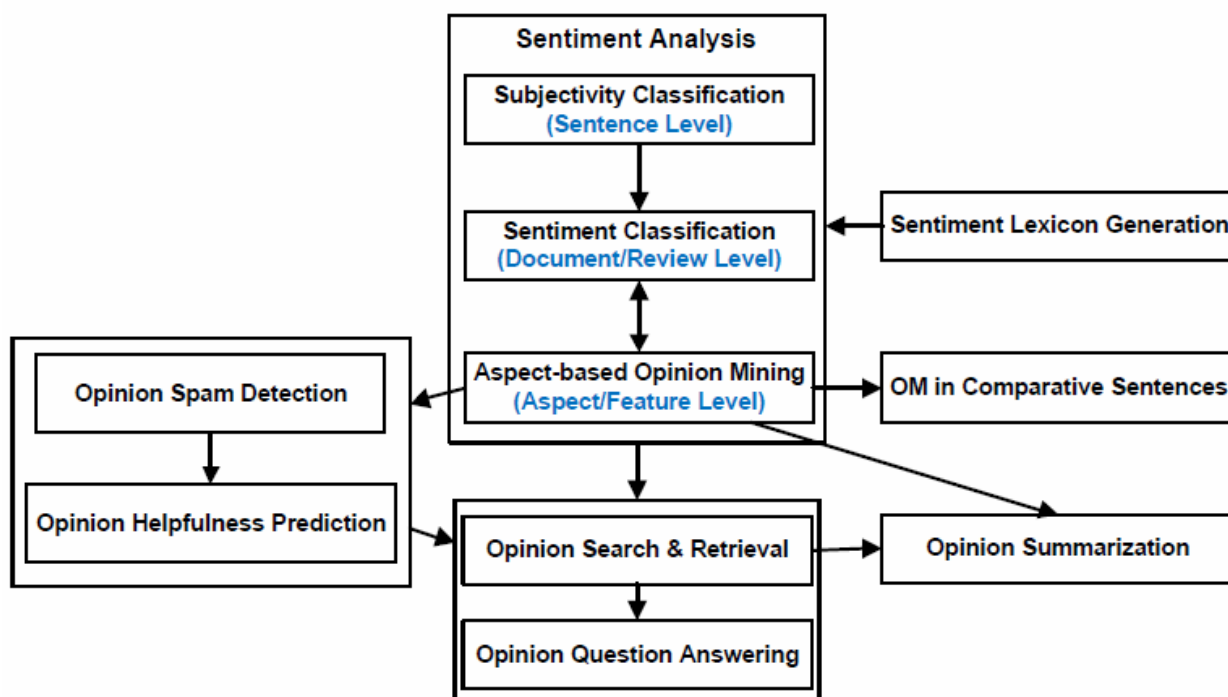 Sentiment Analysis
Subjectivity Classification
(Sentence Level)
Sentiment Classification
(Document/Review Level)
Sentiment Lexicon Generation
Aspect-based Opinion Mining
(Aspect/Feature Level)
OM in Comparative Sentences
Opinion Spam Detection
Opinion Helpfulness Prediction
Opinion Search & Retrieval
Opinion Summarization
Opinion Question Answering